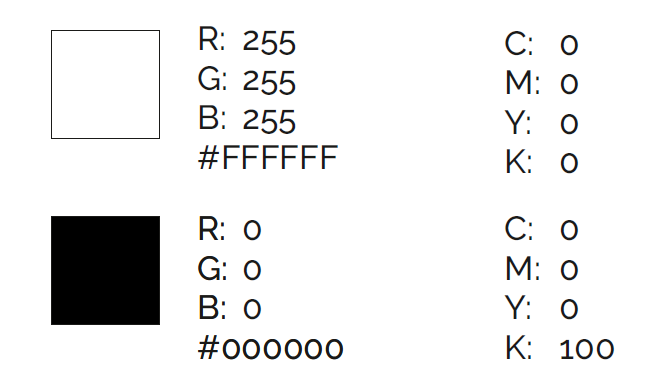 R: 255
G: 255
B: 255
#FFFFFF
C: 0
M: 0
Y: 0
K: 0
R: 0
G: 0
B: 0
#000000
C: 0
M: 0
Y: 0
K: 100